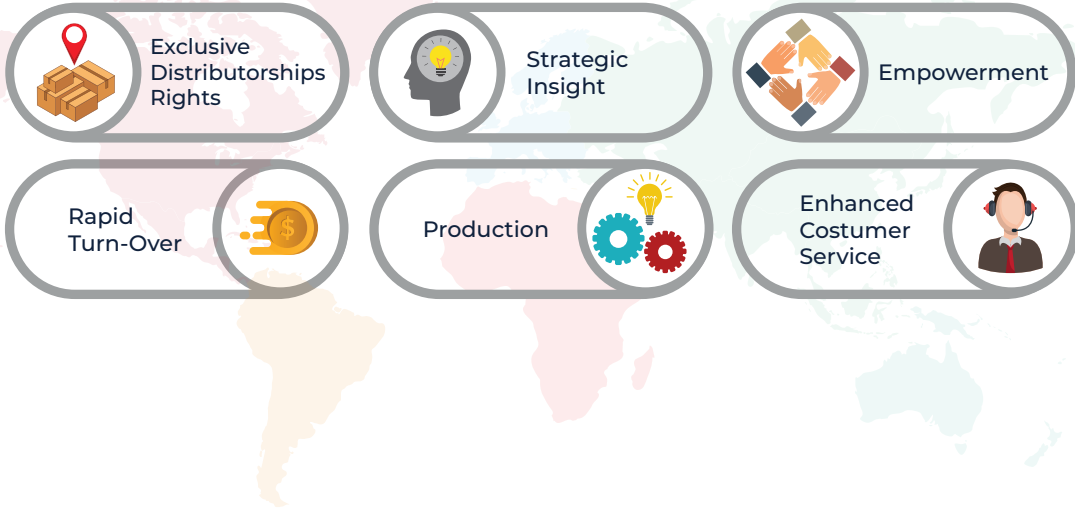 Exclusive
Distributorships
Rights
Strategic
Insight
Empowerment
Rapid
Turn-Over
$
Production
Enhanced
Costumer
Service